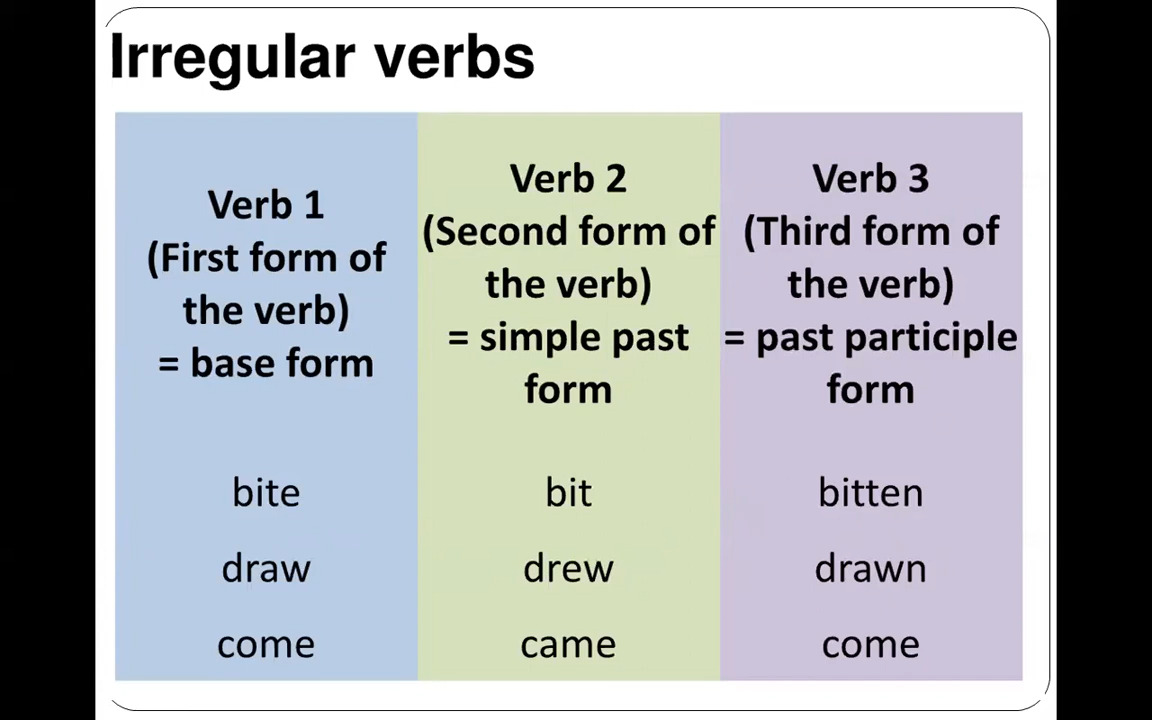 Irregular verbs
Verb 1
(First form of
the verb)
= base form
Verb 2
(Second form of
the verb)
= simple past
form
Verb 3
(Third form of
the verb)
= past participle
form
bite bit bitten
draw drew drawn
come came come